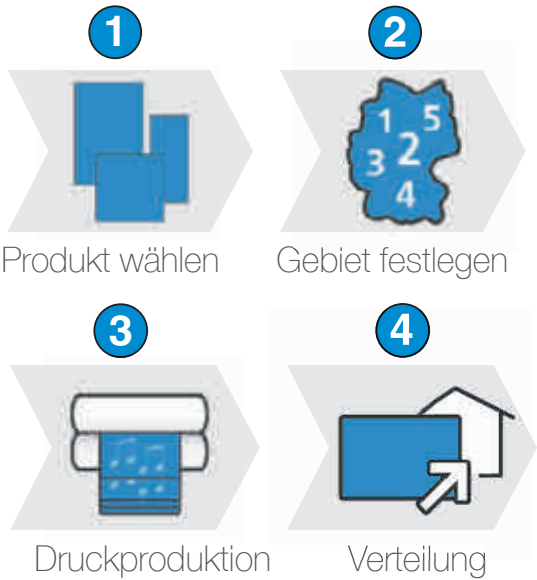 1
2
1 5
2
3
4
Produkt wählen
Gebiet festlegen
3
4
Druckproduktion
Verteilung